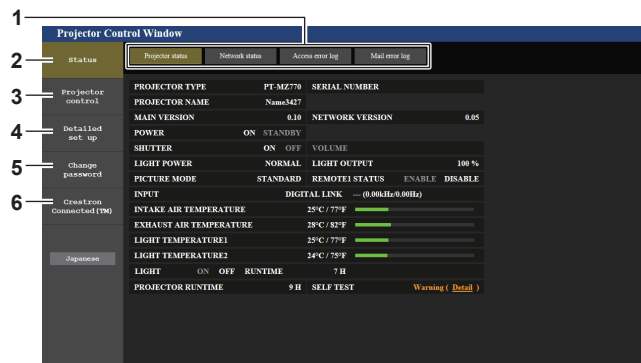 1
Projector Control Window
2
Status
Projector status Network status Access error log Mail error log
3
Projector
control
4
Detailed
set up
5
Change
password
6
Crestron
Connected(TM)
Japanese
PROJECTOR TYPE PT-MZ770 SERIAL NUMBER
PROJECTOR NAME Name3427
MAIN VERSION 0.10 NETWORK VERSION 0.05
POWER ON STANDBY
SHUTTER ON OFF VOLUME
LIGHT POWER NORMAL LIGHT OUTPUT 100 %
PICTURE MODE STANDARD REMOTE1 STATUS ENABLE DISABLE
INPUT DIGITAL LINK --- (0.00kHz/0.00Hz)
INTAKE AIR TEMPERATURE 25°C / 77°F
EXHAUST AIR TEMPERATURE 28°C / 82°F
LIGHT TEMPERATURE1 25°C / 77°F
LIGHT TEMPERATURE2 24°C / 75°F
LIGHT ON OFF RUNTIME 7 H
PROJECTOR RUNTIME 9 H SELF TEST Warning ( Detail )